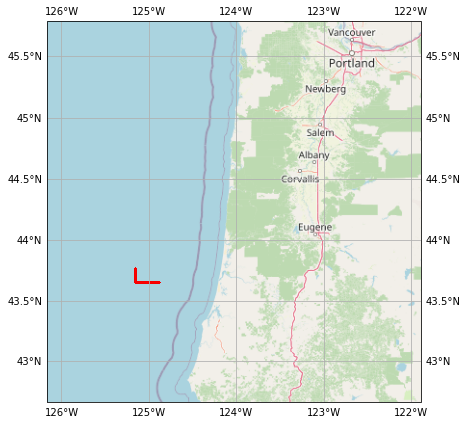 126°W 125°W 124°W 123°W 122°W
Vancouver
45.5°N 45.5°N
Portland
Newberg
45°N 45°N
Salem
Albany
44.5°N 44.5°N
Corvallis
Eugene
44°N 44°N
43.5°N 43.5°N
43°N 43°N
126°W 125°W 124°W 123°W 122°W